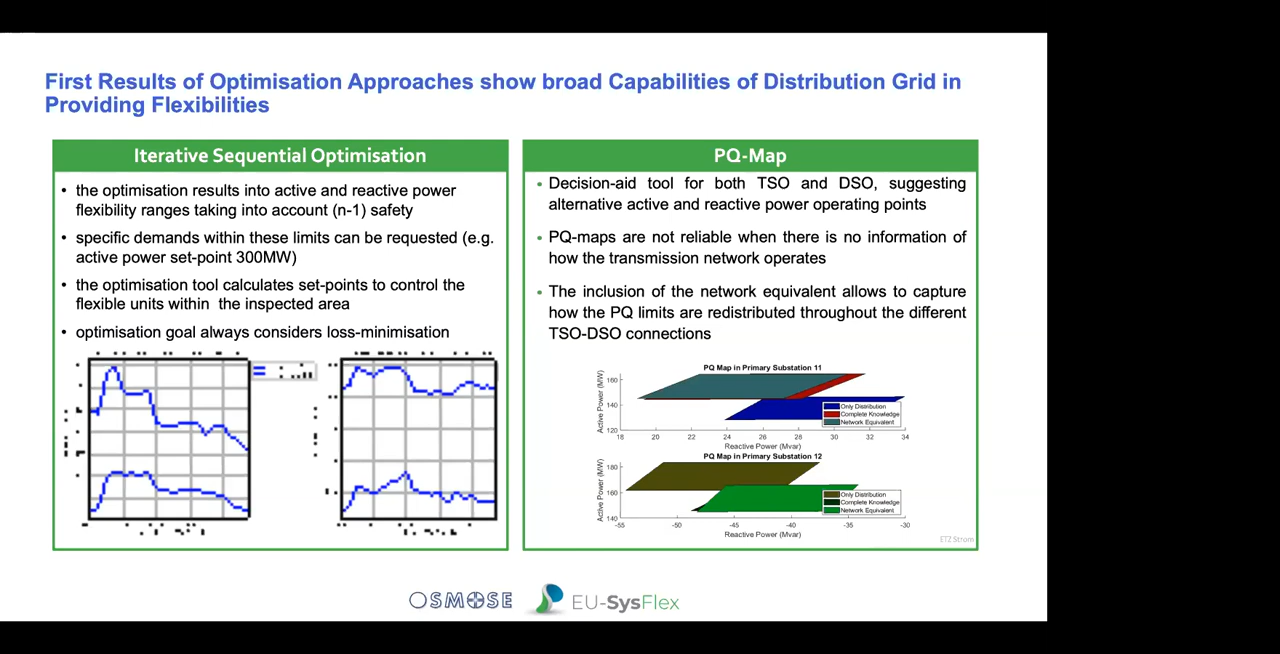 First Results of Optimisation Approaches show broad Capabilities of Distribution Grid in
Providing Flexibilities
Iterative Sequential Optimisation
• the optimisation results into active and reactive power
flexibility ranges taking into account (n-1) safety
• specific demands within these limits can be requested (e.g.
active power set-point 300MW)
• the optimisation tool calculates set-points to control the
flexible units within the inspected area
• optimisation goal always considers loss-minimisation
PQ-Map
• Decision-aid tool for both TSO and DSO, suggesting
alternative active and reactive power operating points
• PQ-maps are not reliable when there is no information of
how the transmission network operates
• The inclusion of the network equivalent allows to capture
how the PQ limits are redistributed throughout the different
TSO-DSO connections
PQ Map in Primary Substation 11
Active Power (MW)
160
140
120
Only Distribution
Complete Knowledge
Network Equivalent
18 20 22 24 26 28 30 32 34
Reactive Power (Mvar)
PQ Map in Primary Substation 12
Active Power (MW)
180
160
140
Only Distribution
Complete Knowledge
Network Equivalent
-55 -50 -45 -40 -35 -30
Reactive Power (Mvar)
OSMOSE
EU-SysFlex